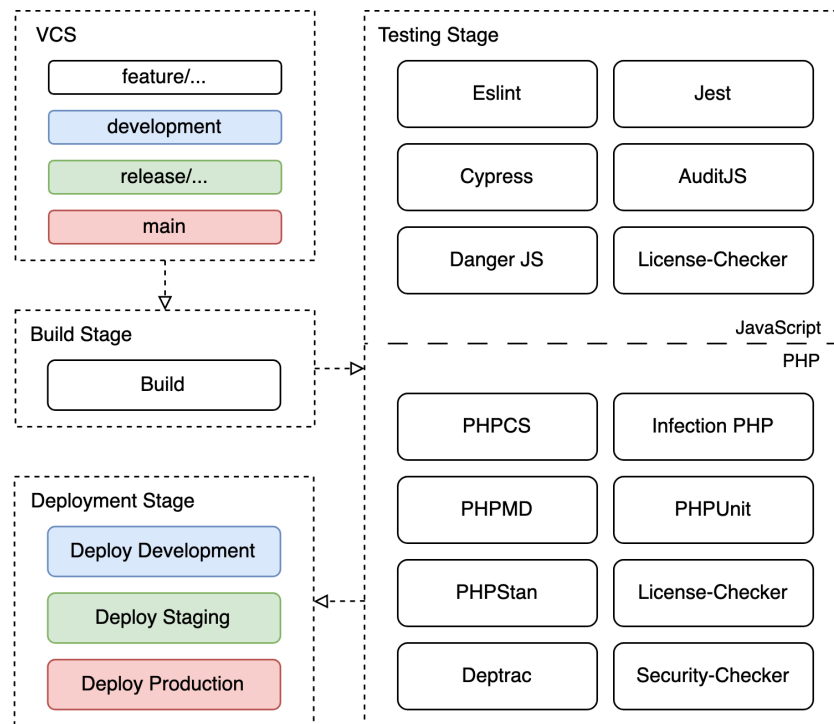 VCS
feature/...
development
release/...
main
Build Stage
Build
Testing Stage
Eslint
Jest
Cypress
AuditJS
Danger JS
License-Checker
JavaScript
PHP
PHPCS
Infection PHP
PHPMD
PHPUnit
PHPStan
License-Checker
Deptrac
Security-Checker
Deployment Stage
Deploy Development
Deploy Staging
Deploy Production